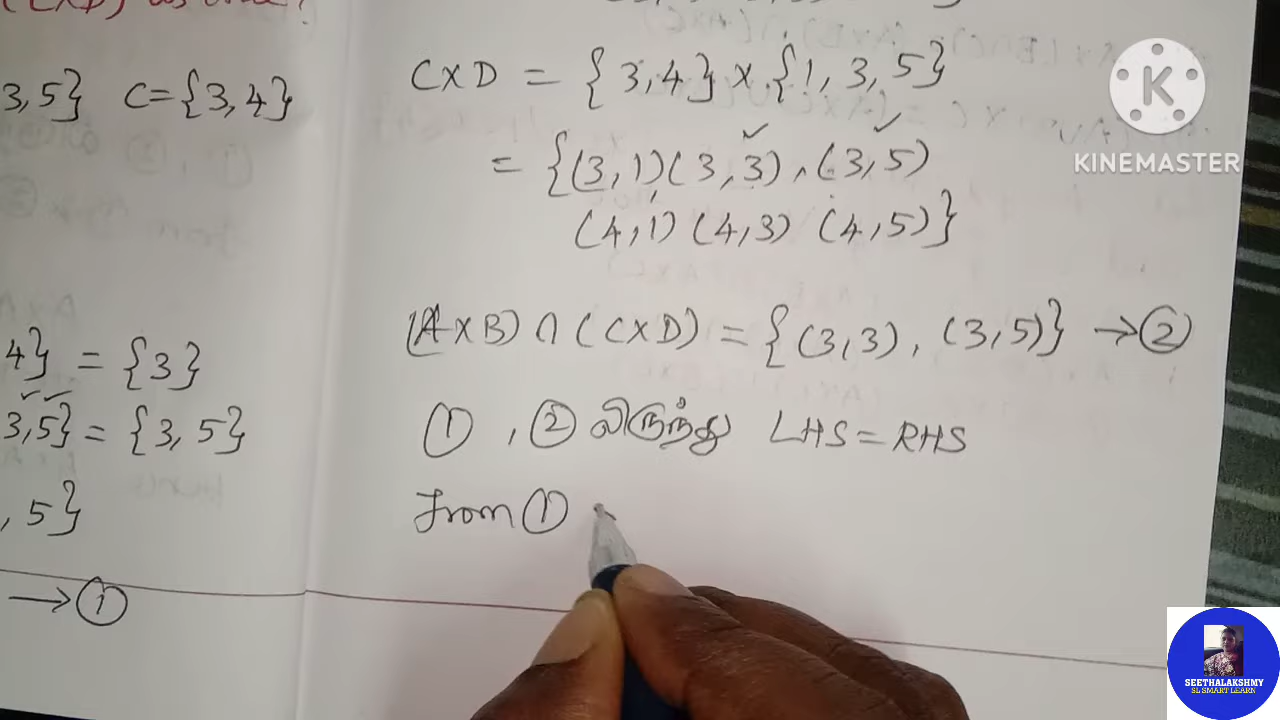 3,5} C={3,4}
4} = {3}
3,5} = {3,5}
, 5}
→ ①
C×D = {3,4} × {1,3,5}
= {(3,1)(3,3),(3,5)
(4,1)(4,3) (4,5)}
(A×B)∩(C×D) = {(3,3), (3,5)} → ②
①, ② லிருந்து LHS = RHS
From ①
K
KINEMASTER
SEETHALAKSHMY
SL SMART LEARN